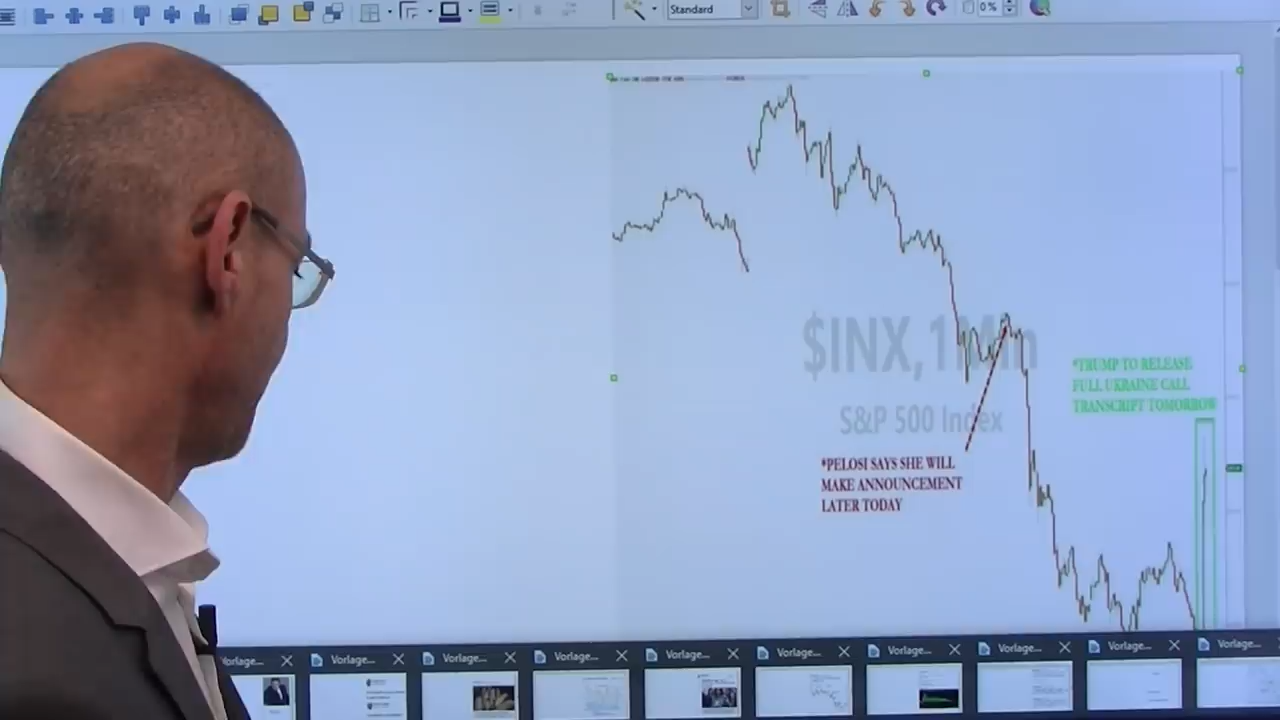 Standard
0 %
$INX, 1 Min
*TRUMP TO RELEASE
FULL UKRAINE CALL
TRANSCRIPT TOMORROW
S&P 500 Index
*PELOSI SAYS SHE WILL
MAKE ANNOUNCEMENT
LATER TODAY
Vorlage...
Vorlage...
Vorlage...
Vorlage...
Vorlage...
Vorlage...
Vorlage...
Vorlage...
Vorlage...
Vorlage...